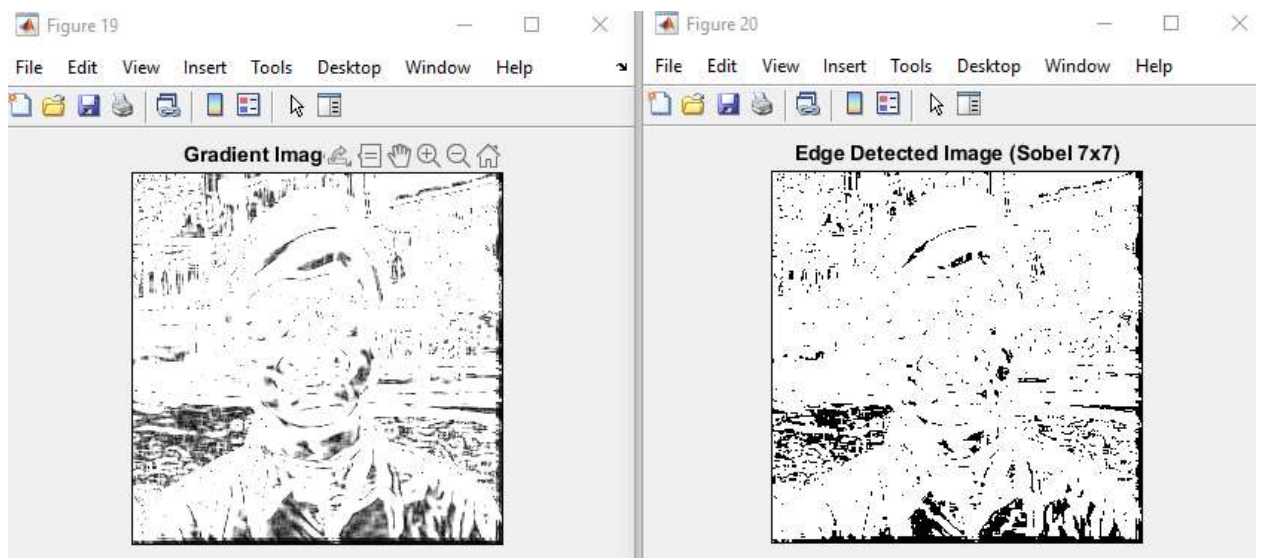 Figure 19
File Edit View Insert Tools Desktop Window Help
Gradient Imag
Figure 20
File Edit View Insert Tools Desktop Window Help
Edge Detected Image (Sobel 7x7)